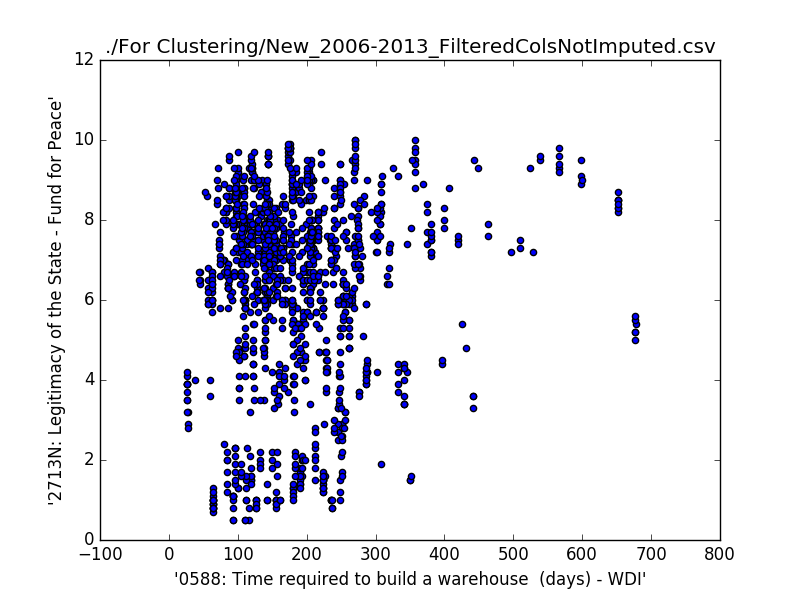 ./For Clustering/New_2006-2013_FilteredColsNotImputed.csv
12
10
8
6
4
2
0
'2713N: Legitimacy of the State - Fund for Peace'
−100 0 100 200 300 400 500 600 700 800
'0588: Time required to build a warehouse  (days) - WDI'